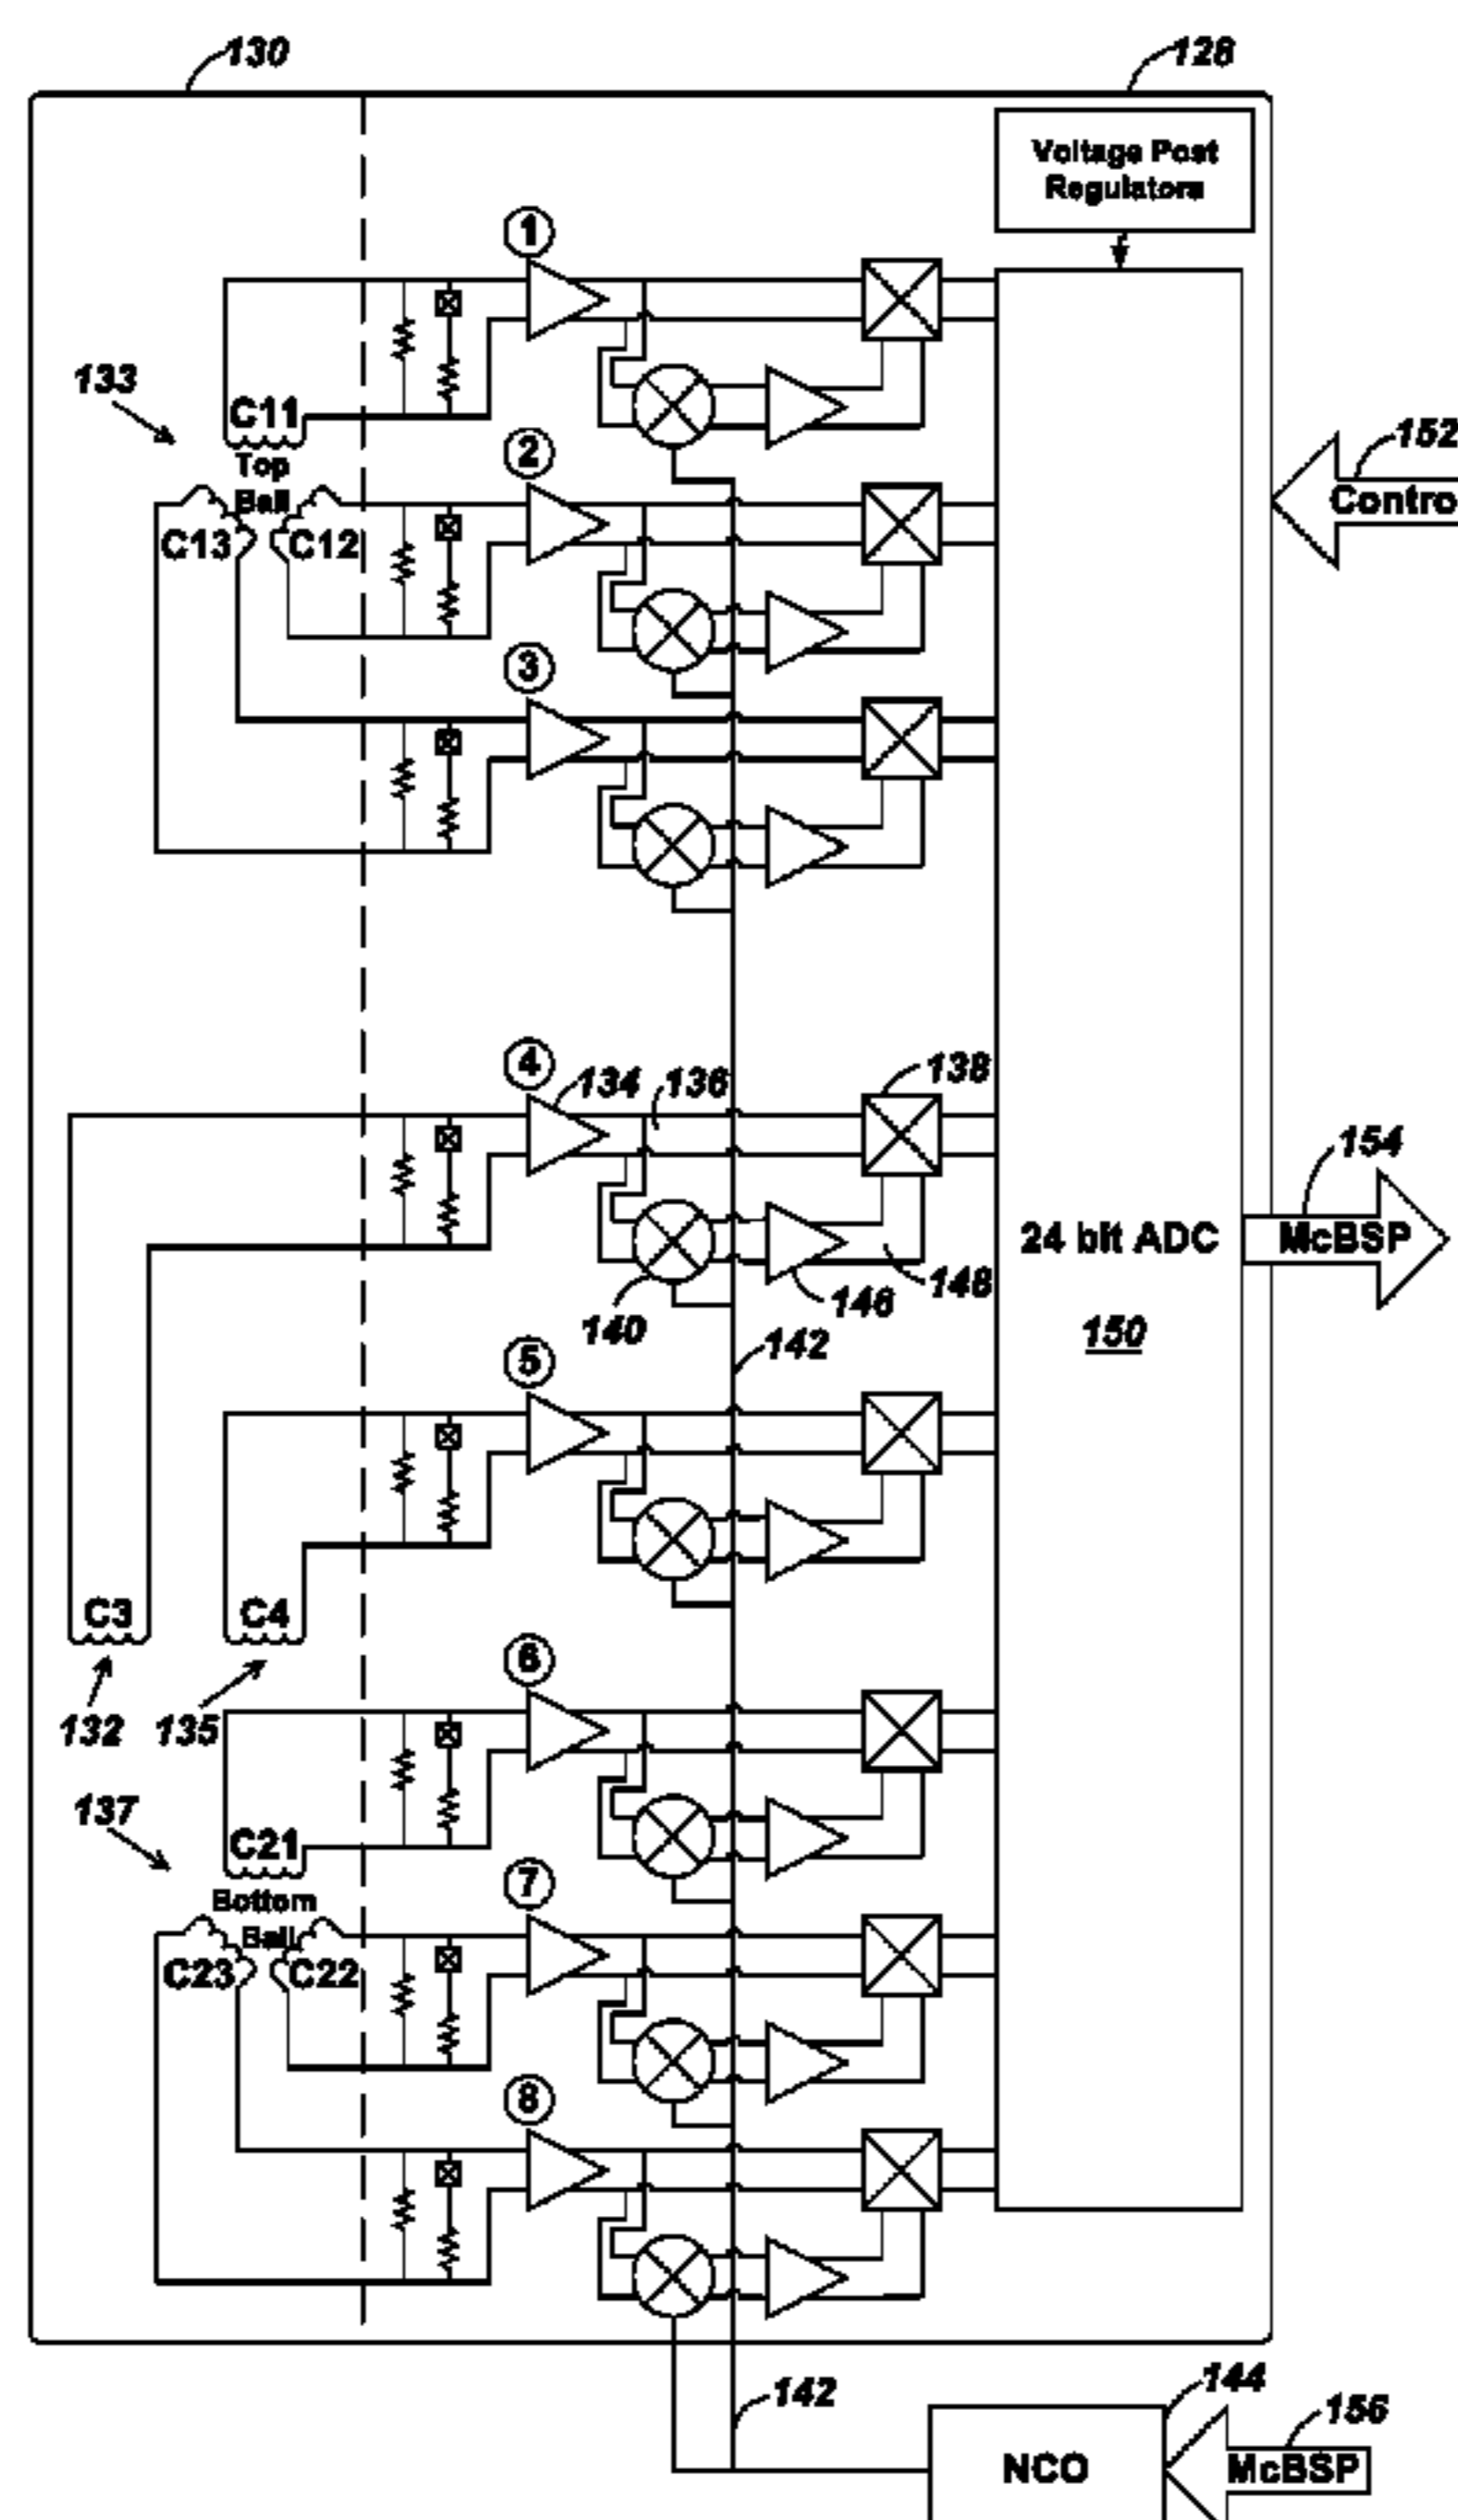 130
128
Voltage Post
Regulators
1
133
C11
2
152
Top
Ball
Contro
C13
C12
3
4
134
136
138
154
24 bit ADC
McBSP
148
146
140
150
142
5
C3
C4
6
132
135
137
C21
7
Bottom
Ball
C23
C22
8
142
144
156
NCO
McBSP